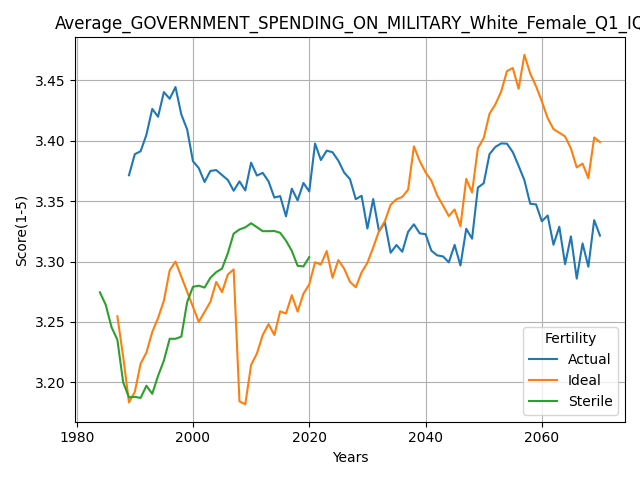 Average_GOVERNMENT_SPENDING_ON_MILITARY_White_Female_Q1_IQ
Score(1-5)
3.45
3.40
3.35
3.30
3.25
3.20
1980 2000 2020 2040 2060
Years
Fertility
Actual
Ideal
Sterile